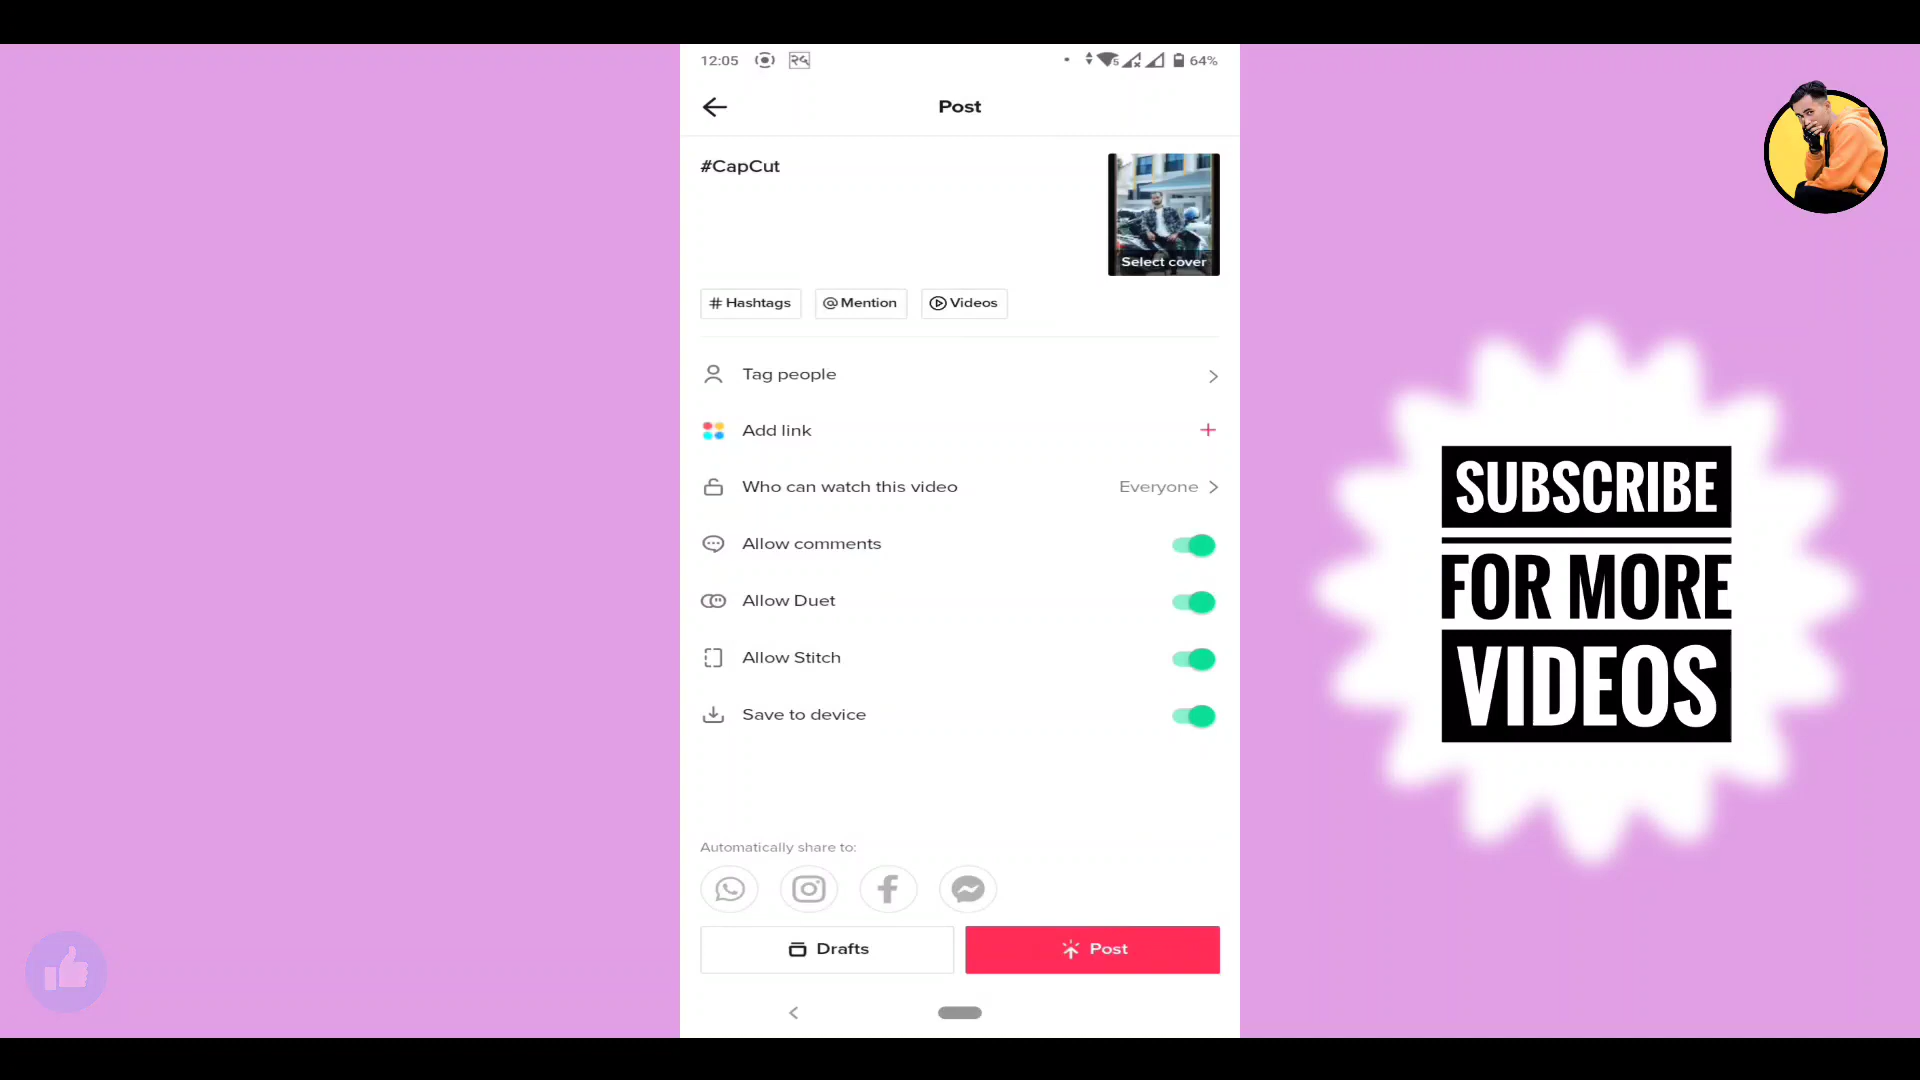 12:05
રવ
5
64%
Post
#CapCut
Select cover
# Hashtags
@ Mention
Videos
Tag people
Add link
Who can watch this video
Everyone
Allow comments
Allow Duet
Allow Stitch
Save to device
Automatically share to:
Drafts
Post
SUBSCRIBE
FOR MORE
VIDEOS